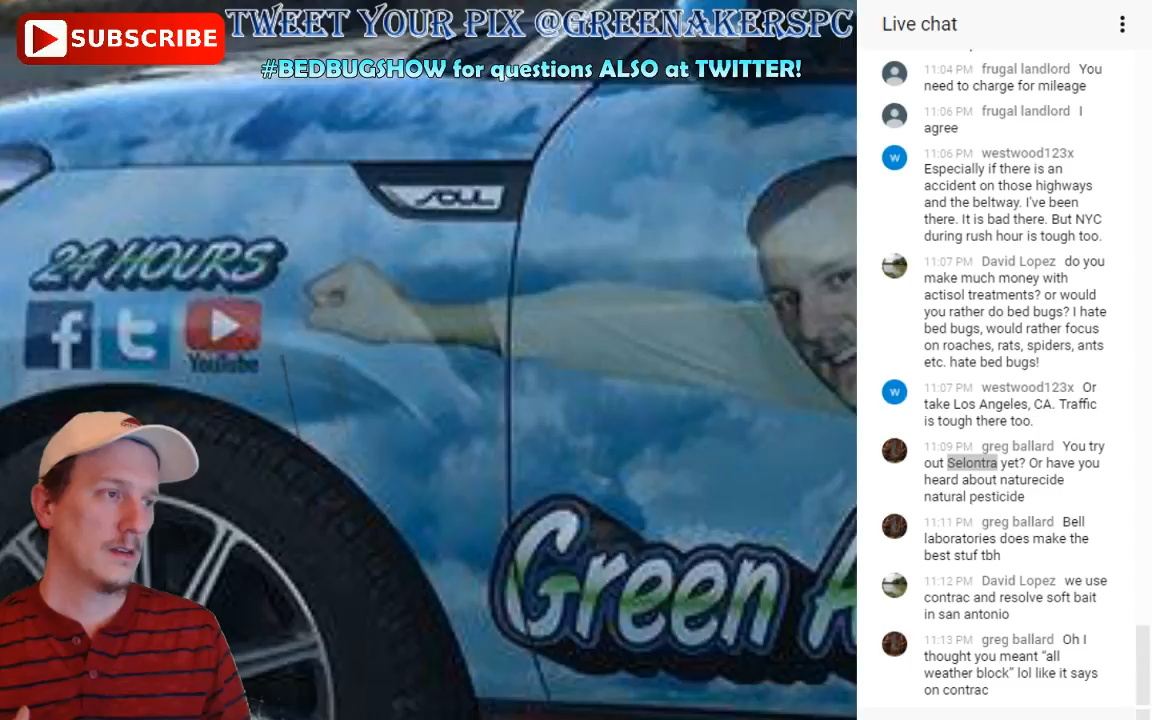 TWEET YOUR PIX @GREENAKERSPC
SUBSCRIBE
#BEDBUGSHOW for questions ALSO at TWITTER!
SOUL
24 HOURS
f t
YouTube
Green A
Live chat
11:04 PM frugal landlord You
need to charge for mileage
11:06 PM frugal landlord I
agree
W
11:06 PM westwood123x
Especially if there is an
accident on those highways
and the beltway. I've been
there. It is bad there. But NYC
during rush hour is tough too.
11:07 PM David Lopez do you
make much money with
actisol treatments? or would
you rather do bed bugs? I hate
bed bugs, would rather focus
on roaches, rats, spiders, ants
etc. hate bed bugs!
W
11:07 PM westwood123x Or
take Los Angeles, CA. Traffic
is tough there too.
11:09 PM greg ballard You try
out Selontra yet? Or have you
heard about naturecide
natural pesticide
11:11 PM greg ballard Bell
laboratories does make the
best stuf tbh
11:12 PM David Lopez we use
contrac and resolve soft bait
in san antonio
11:13 PM greg ballard Oh I
thought you meant "all
weather block" lol like it says
on contrac